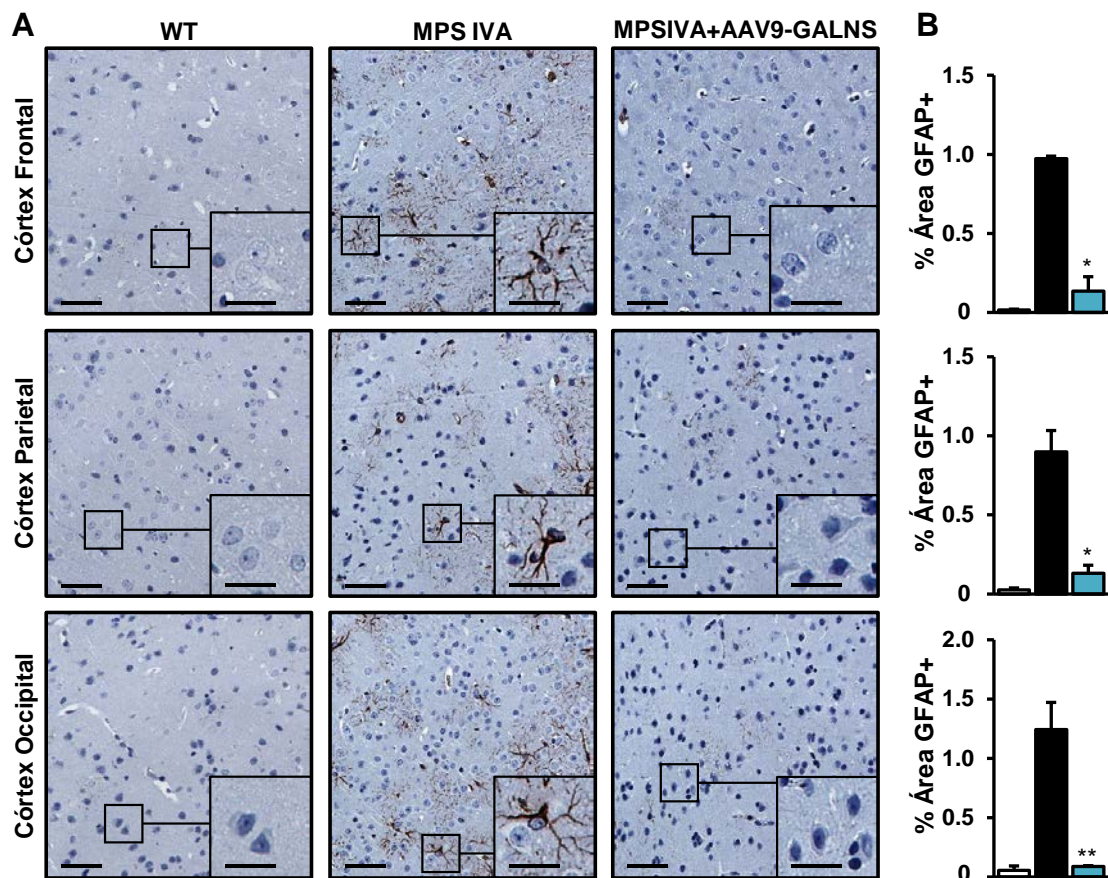 A
B
WT
MPS IVA
MPSIVA+AAV9-GALNS
Córtex Frontal
Córtex Parietal
Córtex Occipital
% Área GFAP+
1.5
1.0
0.5
0
*
% Área GFAP+
1.5
1.0
0.5
0
*
% Área GFAP+
2.0
1.5
1.0
0.5
0
**